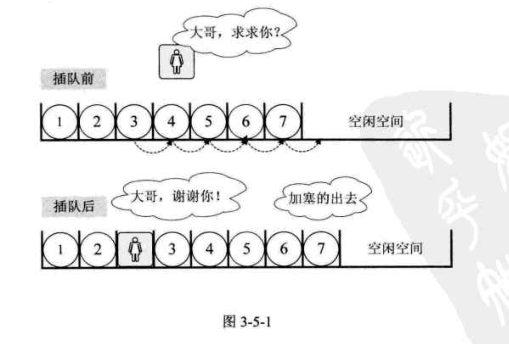 大哥，求求你？
插队前
1 2 3 4 5 6 7 空闲空间
大哥，谢谢你！ 加塞的出去
插队后
1 2 3 4 5 6 7 空闲空间
图 3-5-1